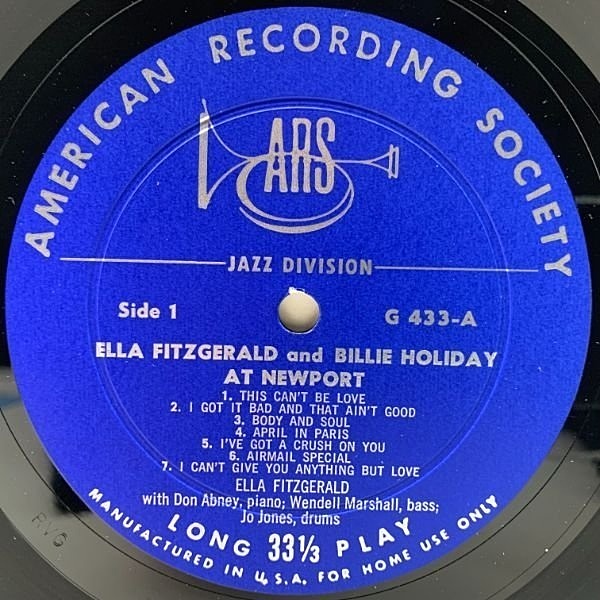 AMERICAN RECORDING SOCIETY
ARS
JAZZ DIVISION
Side 1
G 433-A
ELLA FITZGERALD and BILLIE HOLIDAY
AT NEWPORT
1. THIS CAN'T BE LOVE
2. I GOT IT BAD AND THAT AIN'T GOOD
3. BODY AND SOUL
4. APRIL IN PARIS
5. I'VE GOT A CRUSH ON YOU
6. AIRMAIL SPECIAL
7. I CAN'T GIVE YOU ANYTHING BUT LOVE
ELLA FITZGERALD
with Don Abney, piano; Wendell Marshall, bass;
Jo Jones, drums
LONG 33⅓ PLAY
MANUFACTURED IN U.S.A. FOR HOME USE ONLY
RVG